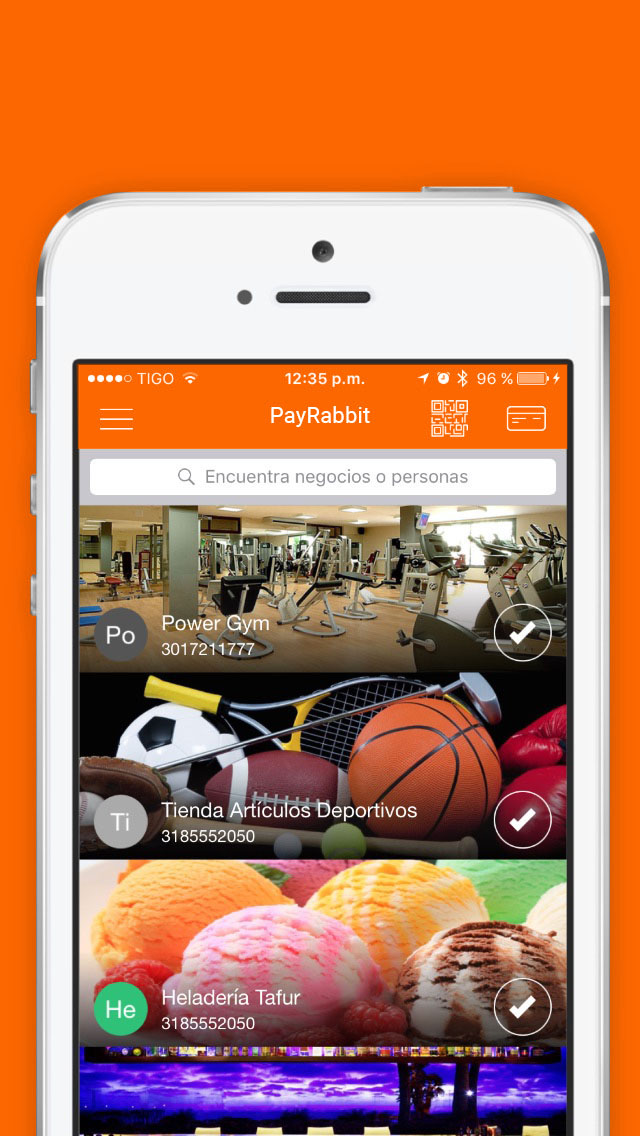 TIGO 12:35 p.m. 96 %
PayRabbit
Encuentra negocios o personas
Po
Power Gym
3017211777
Ti
Tienda Artículos Deportivos
3185552050
He
Heladería Tafur
3185552050